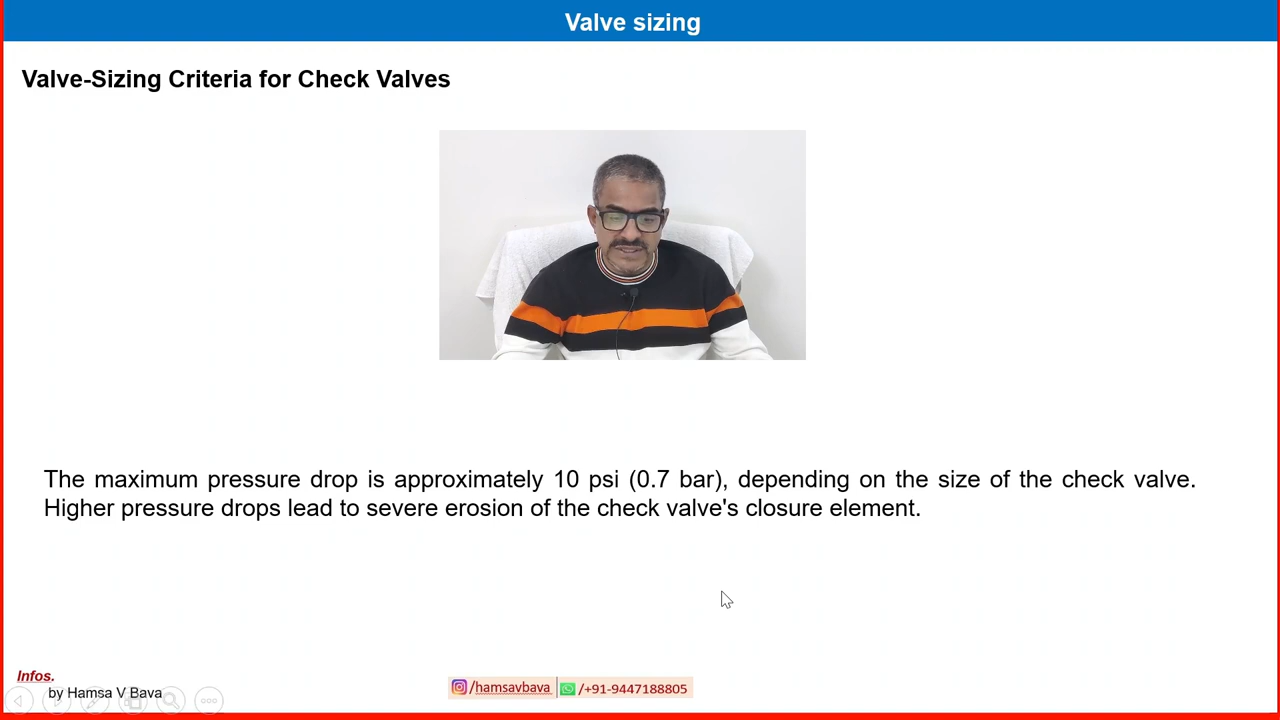 Valve sizing
Valve-Sizing Criteria for Check Valves
The maximum pressure drop is approximately 10 psi (0.7 bar), depending on the size of the check valve.
Higher pressure drops lead to severe erosion of the check valve's closure element.
Infos.
by Hamsa V Bava
/hamsavbava
/+91-9447188805